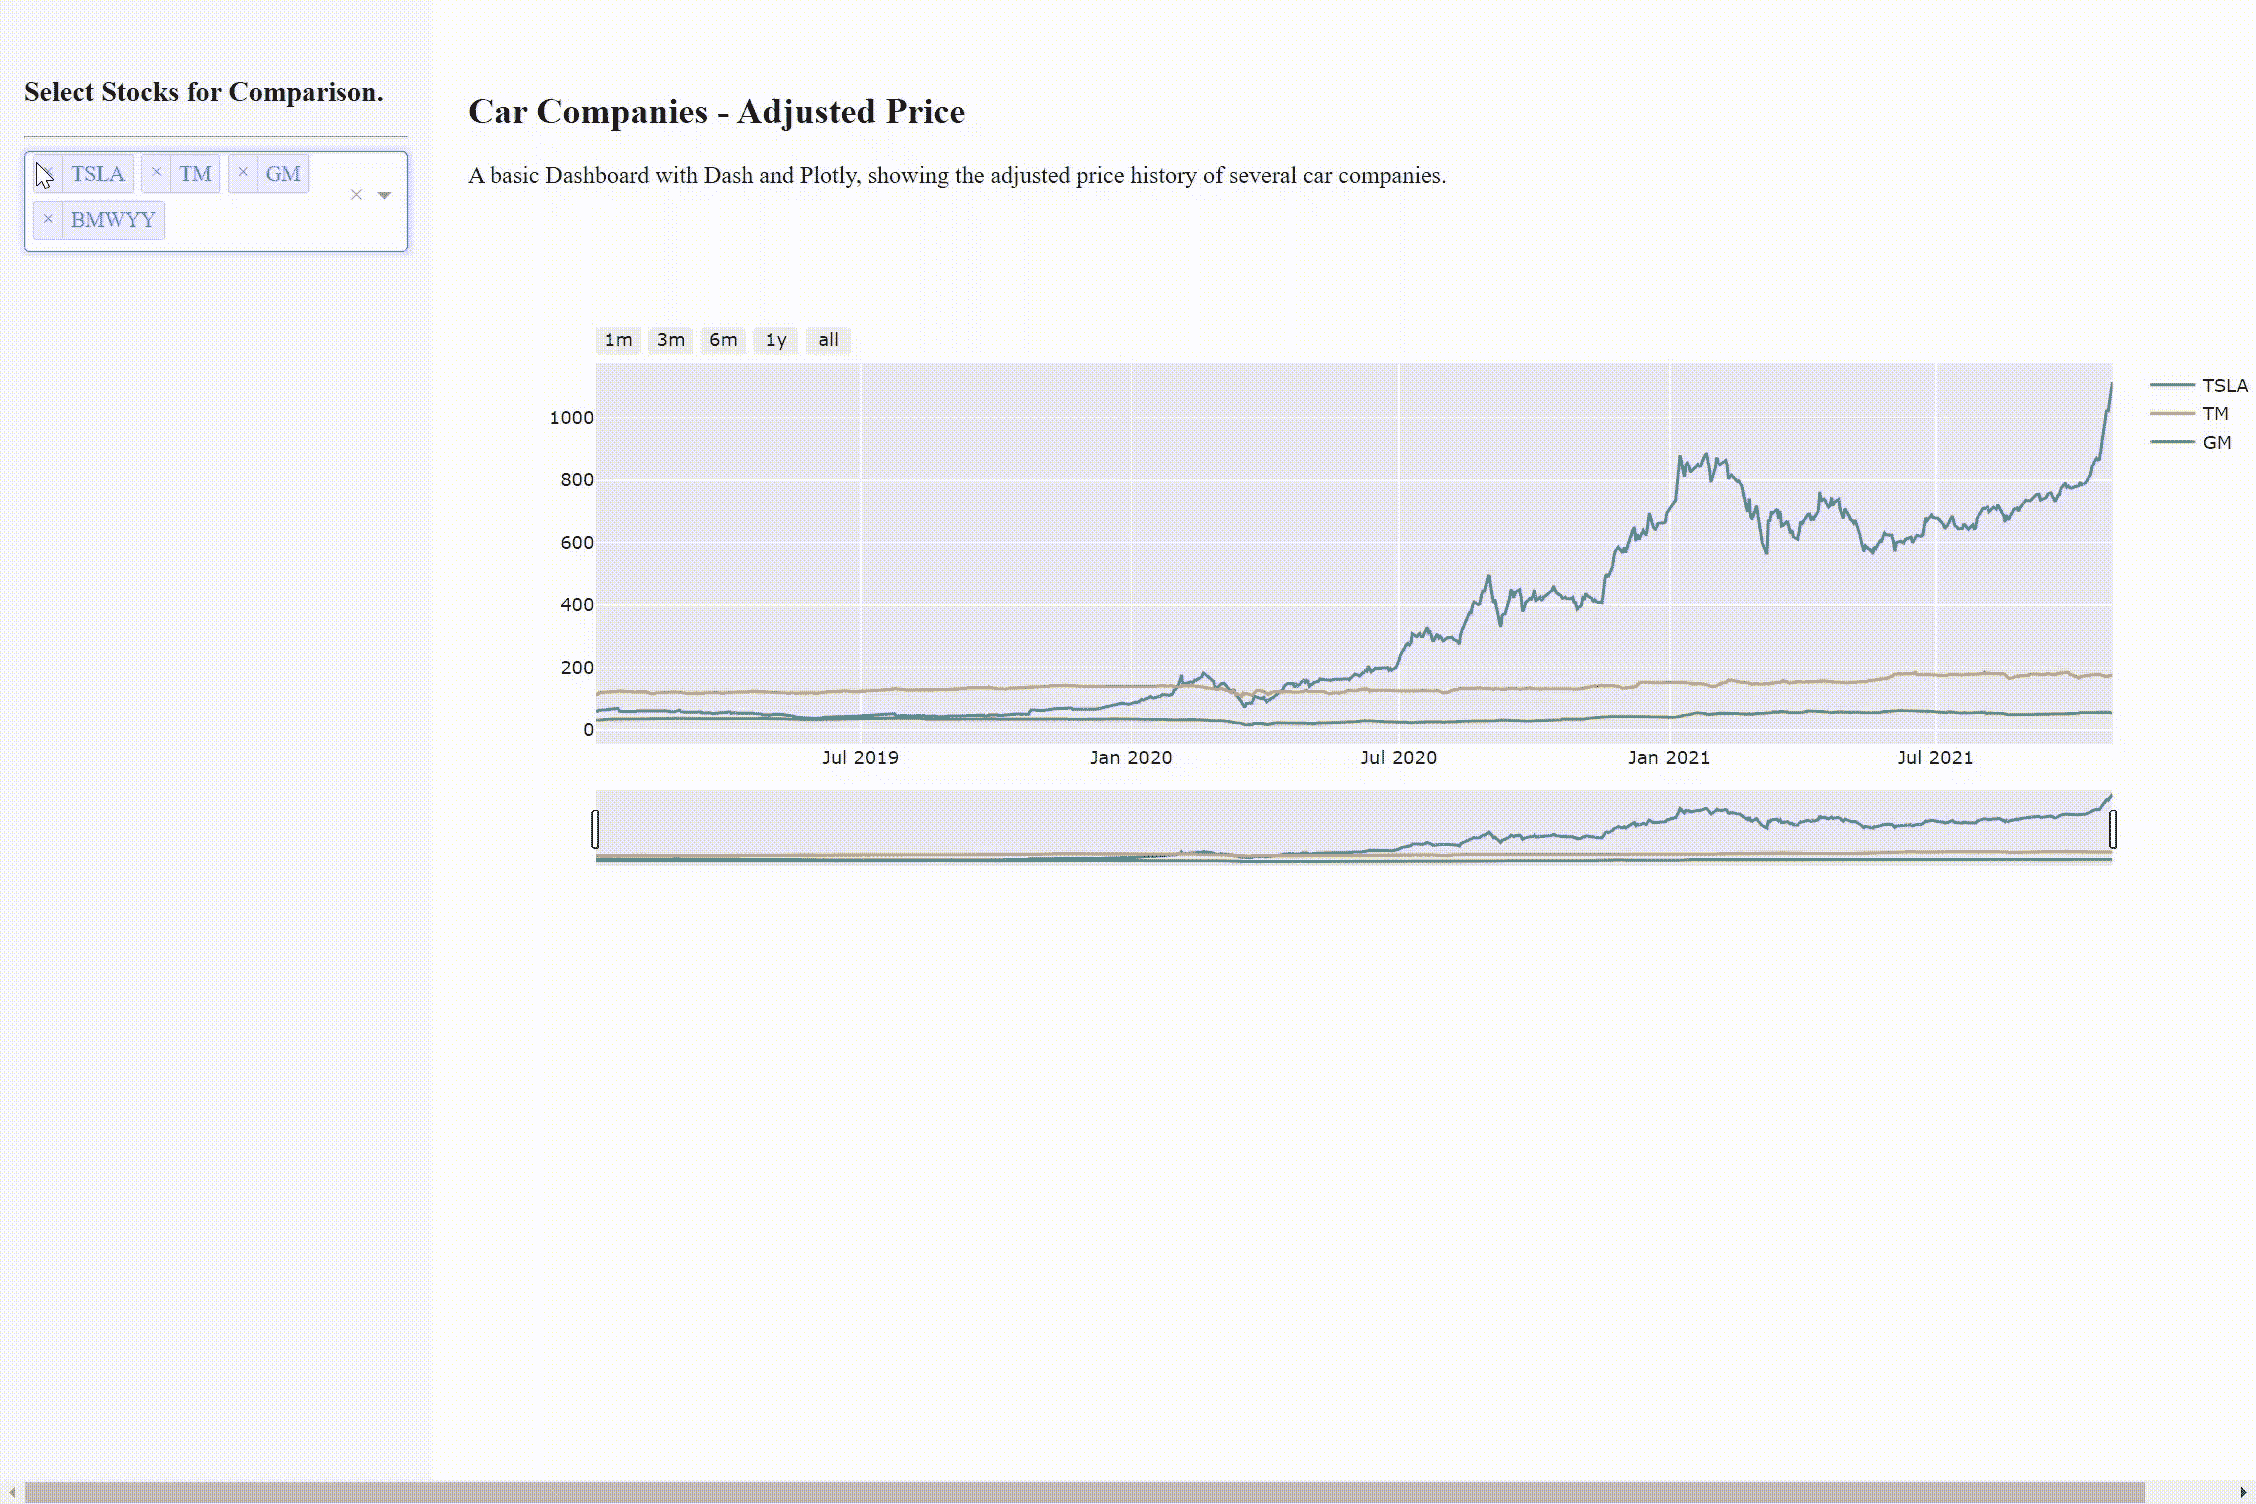 Select Stocks for Comparison.
× TSLA × TM × GM
× BMWYY
×
Car Companies - Adjusted Price
A basic Dashboard with Dash and Plotly, showing the adjusted price history of several car companies.
1m 3m 6m 1y all
1000
800
600
400
200
0
Jul 2019 Jan 2020 Jul 2020 Jan 2021 Jul 2021
TSLA
TM
GM